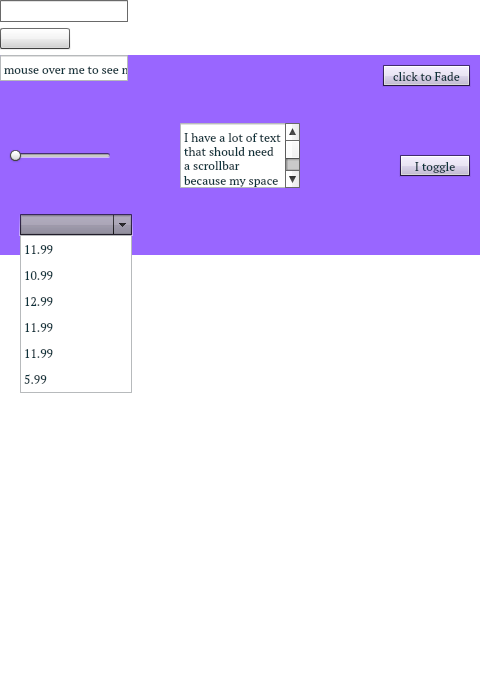 mouse over me to see
click to Fade
I have a lot of text
that should need
a scrollbar
because my space
I toggle
11.99
10.99
12.99
11.99
11.99
5.99